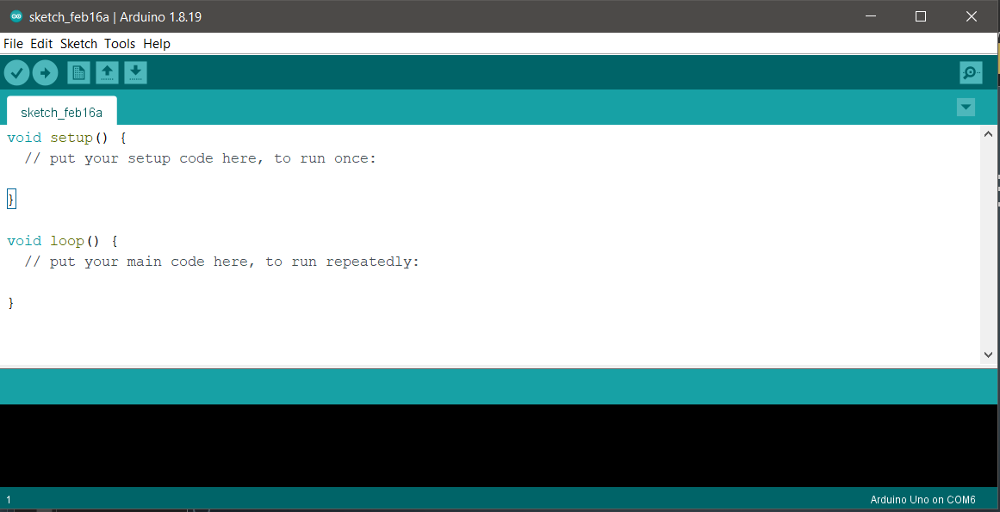 sketch_feb16a | Arduino 1.8.19
File Edit Sketch Tools Help
sketch_feb16a
void setup() {
  // put your setup code here, to run once:
}
void loop() {
  // put your main code here, to run repeatedly:
}
1 Arduino Uno on COM6